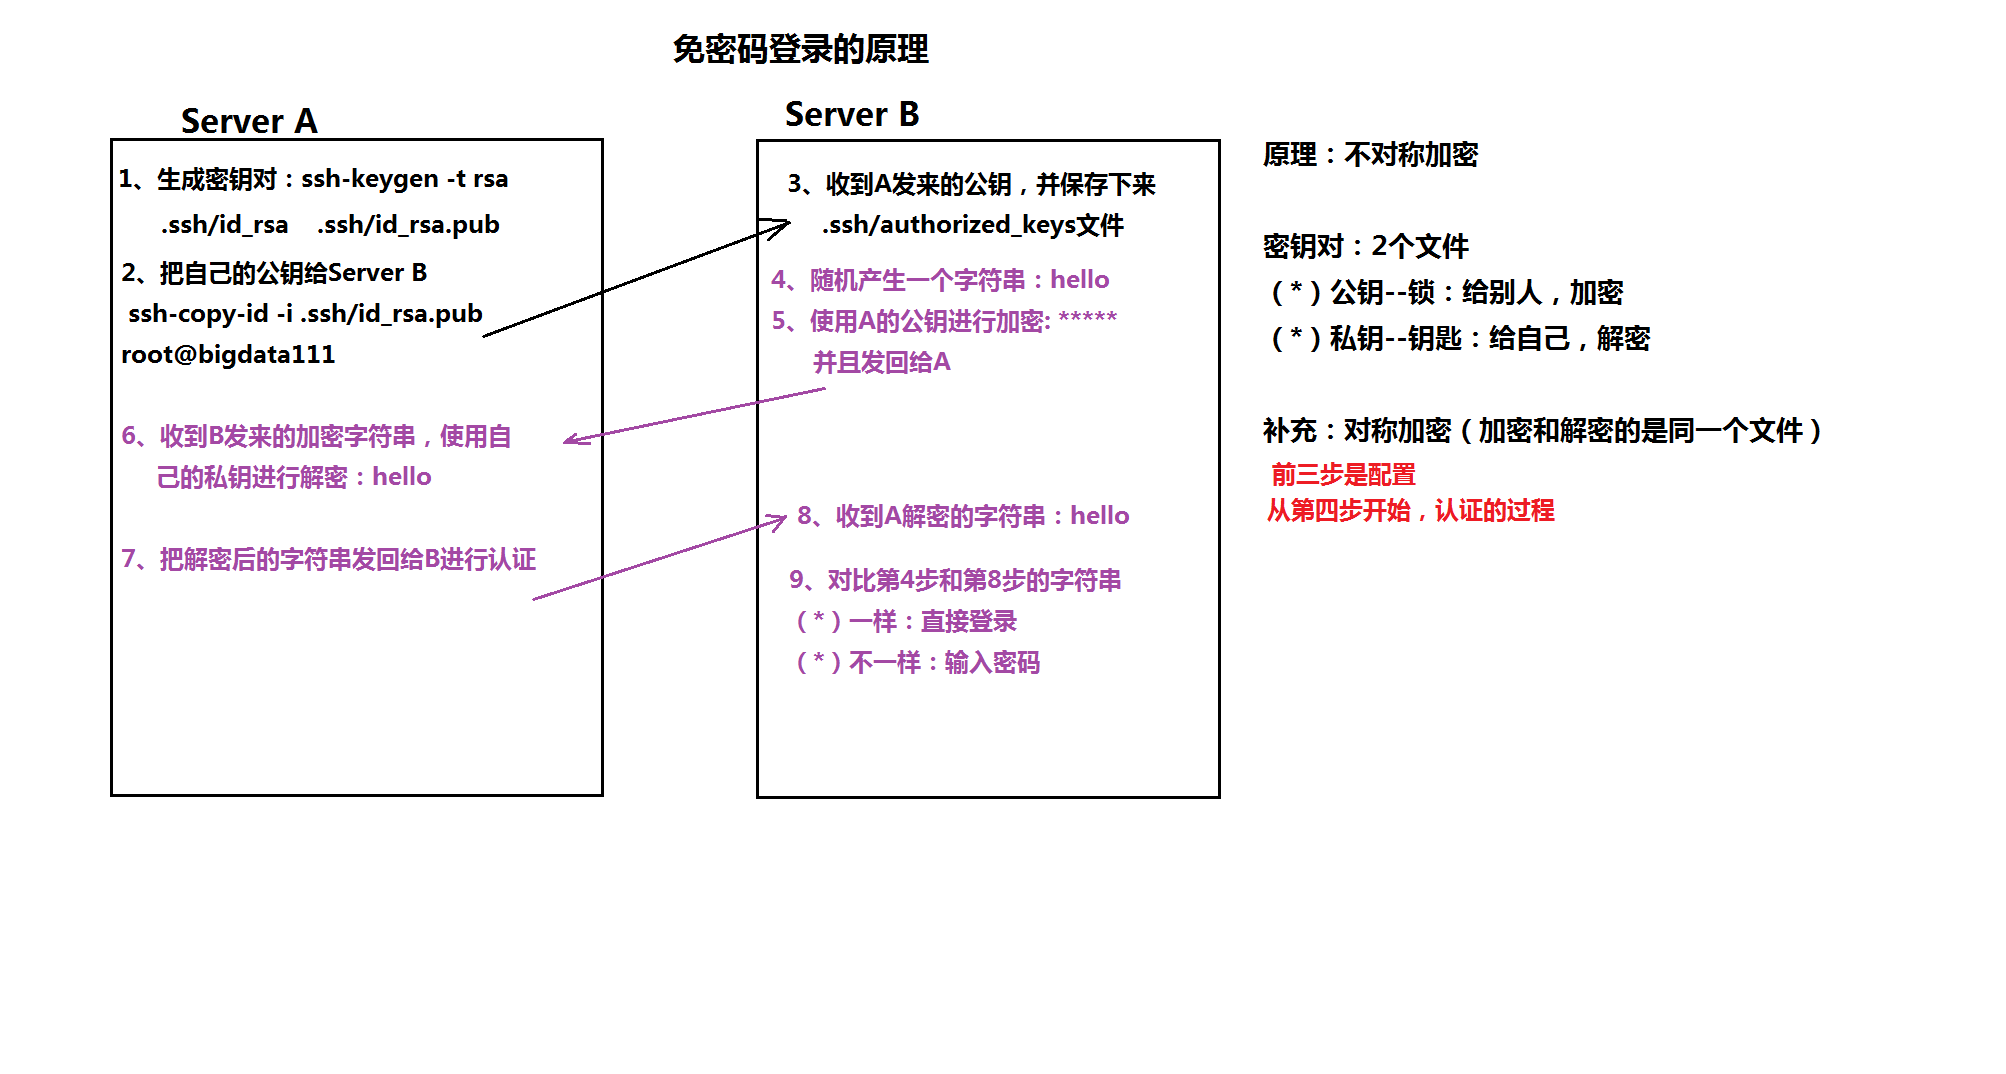 免密码登录的原理
Server A
1、生成密钥对：ssh-keygen -t rsa
.ssh/id_rsa .ssh/id_rsa.pub
2、把自己的公钥给Server B
ssh-copy-id -i .ssh/id_rsa.pub
root@bigdata111
6、收到B发来的加密字符串，使用自
己的私钥进行解密：hello
7、把解密后的字符串发回给B进行认证
Server B
3、收到A发来的公钥，并保存下来
.ssh/authorized_keys文件
4、随机产生一个字符串：hello
5、使用A的公钥进行加密: *****
并且发回给A
8、收到A解密的字符串：hello
9、对比第4步和第8步的字符串
（*）一样：直接登录
（*）不一样：输入密码
原理：不对称加密
密钥对：2个文件
（*）公钥--锁：给别人，加密
（*）私钥--钥匙：给自己，解密
补充：对称加密（加密和解密的是同一个文件）
前三步是配置
从第四步开始，认证的过程